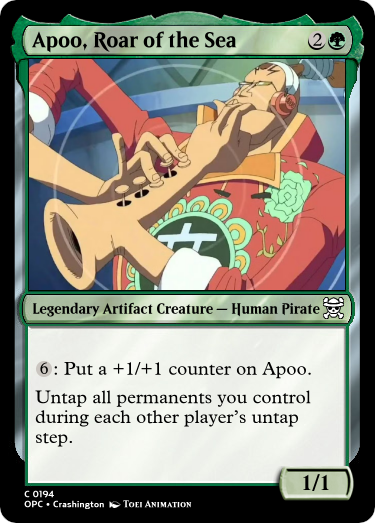 Apoo, Roar of the Sea 2
Legendary Artifact Creature — Human Pirate
6: Put a +1/+1 counter on Apoo.
Untap all permanents you control
during each other player's untap
step.
1/1
C 0194
OPC • Crashington Toei Animation